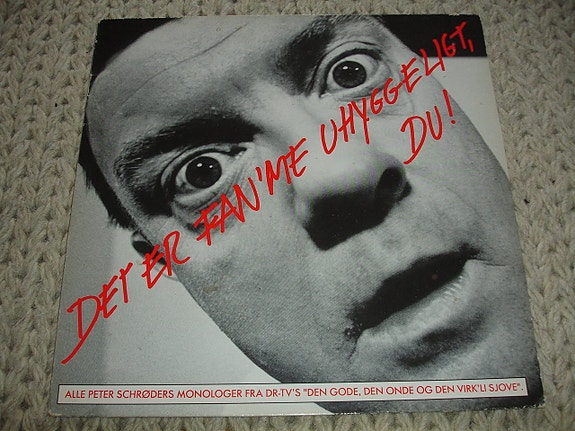 DET ER FAN'ME UHYGGELIGT,
DU!
ALLE PETER SCHRØDERS MONOLOGER FRA DR-TV'S "DEN GODE, DEN ONDE OG DEN VIRK'LI SJOVE".